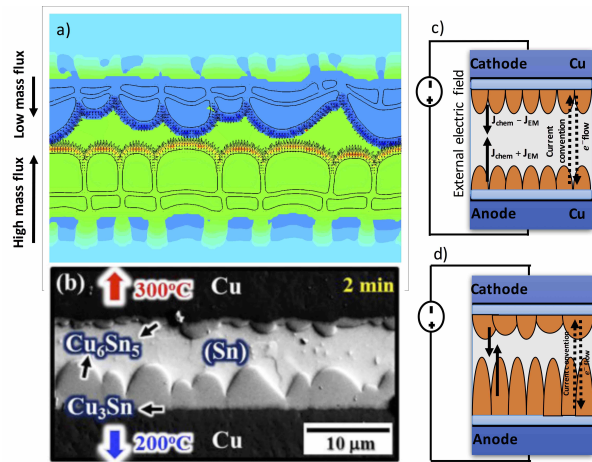 a)
Low mass flux
High mass flux
(b)
300°C
Cu
2 min
Cu6Sn5
(Sn)
Cu3Sn
200°C
Cu
10 µm
c)
Cathode Cu
External electric field
Jchem − JEM
Jchem + JEM
Current
convention
e⁻ flow
Anode Cu
d)
Cathode
Current convention
e⁻ flow
Anode